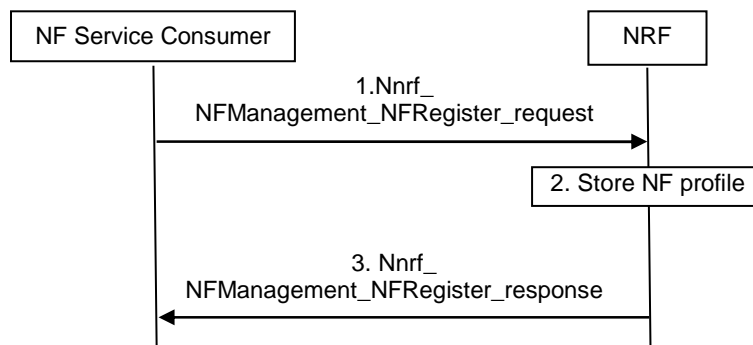 NF Service Consumer
NRF
1.Nnrf_
NFManagement_NFRegister_request
2. Store NF profile
3. Nnrf_
NFManagement_NFRegister_response